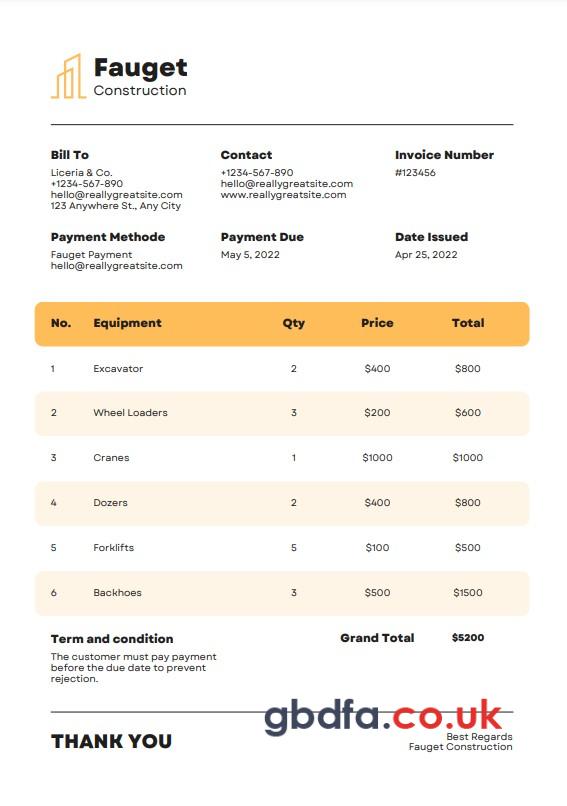 Fauget
Construction
Bill To
Liceria & Co.
+1234-567-890
hello@reallygreatsite.com
123 Anywhere St., Any City
Contact
+1234-567-890
hello@reallygreatsite.com
www.reallygreatsite.com
Invoice Number
#123456
Payment Methode
Fauget Payment
hello@reallygreatsite.com
Payment Due
May 5, 2022
Date Issued
Apr 25, 2022
No. Equipment Qty Price Total
1 Excavator 2 $400 $800
2 Wheel Loaders 3 $200 $600
3 Cranes 1 $1000 $1000
4 Dozers 2 $400 $800
5 Forklifts 5 $100 $500
6 Backhoes 3 $500 $1500
Term and condition
The customer must pay payment
before the due date to prevent
rejection.
Grand Total $5200
gbdfa.co.uk
THANK YOU
Best Regards
Fauget Construction